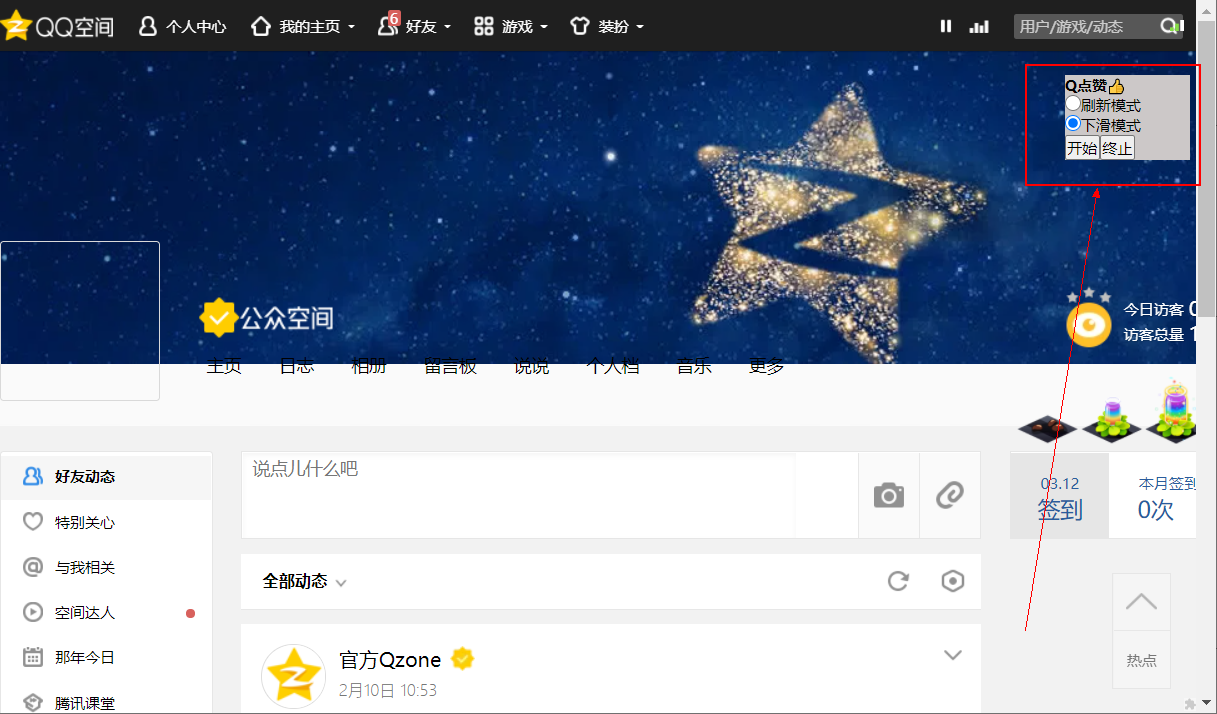 QQ空间 个人中心 我的主页 6 好友 游戏 装扮 用户/游戏/动态
Q点赞👍
刷新模式
下滑模式
开始 终止
公众空间
今日访客 0
访客总量 1
主页 日志 相册 留言板 说说 个人档 音乐 更多
好友动态
特别关心
与我相关
空间达人
那年今日
腾讯课堂
说点儿什么吧
全部动态
官方Qzone
2月10日 10:53
03.12
签到
本月签到
0次
热点